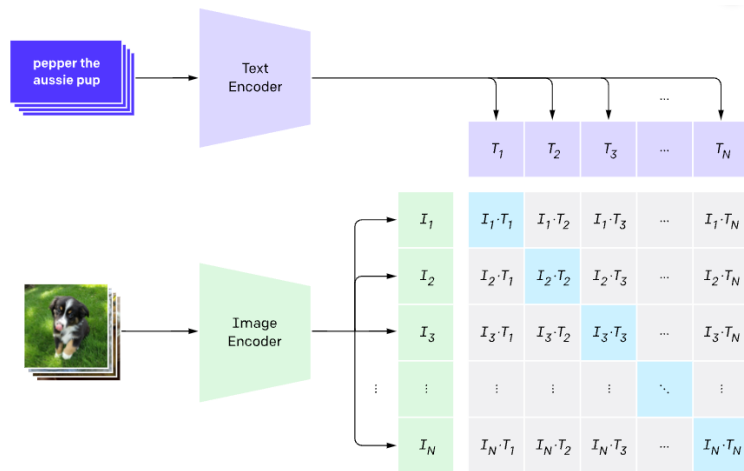 pepper the
aussie pup
Text
Encoder
...
T1 T2 T3 ... TN
I1 I1·T1 I1·T2 I1·T3 ... I1·TN
I2 I2·T1 I2·T2 I2·T3 ... I2·TN
Image
Encoder
I3 I3·T1 I3·T2 I3·T3 ... I3·TN
⋮ ⋮ ⋮ ⋮ ⋮ ⋱ ⋮
IN IN·T1 IN·T2 IN·T3 ... IN·TN